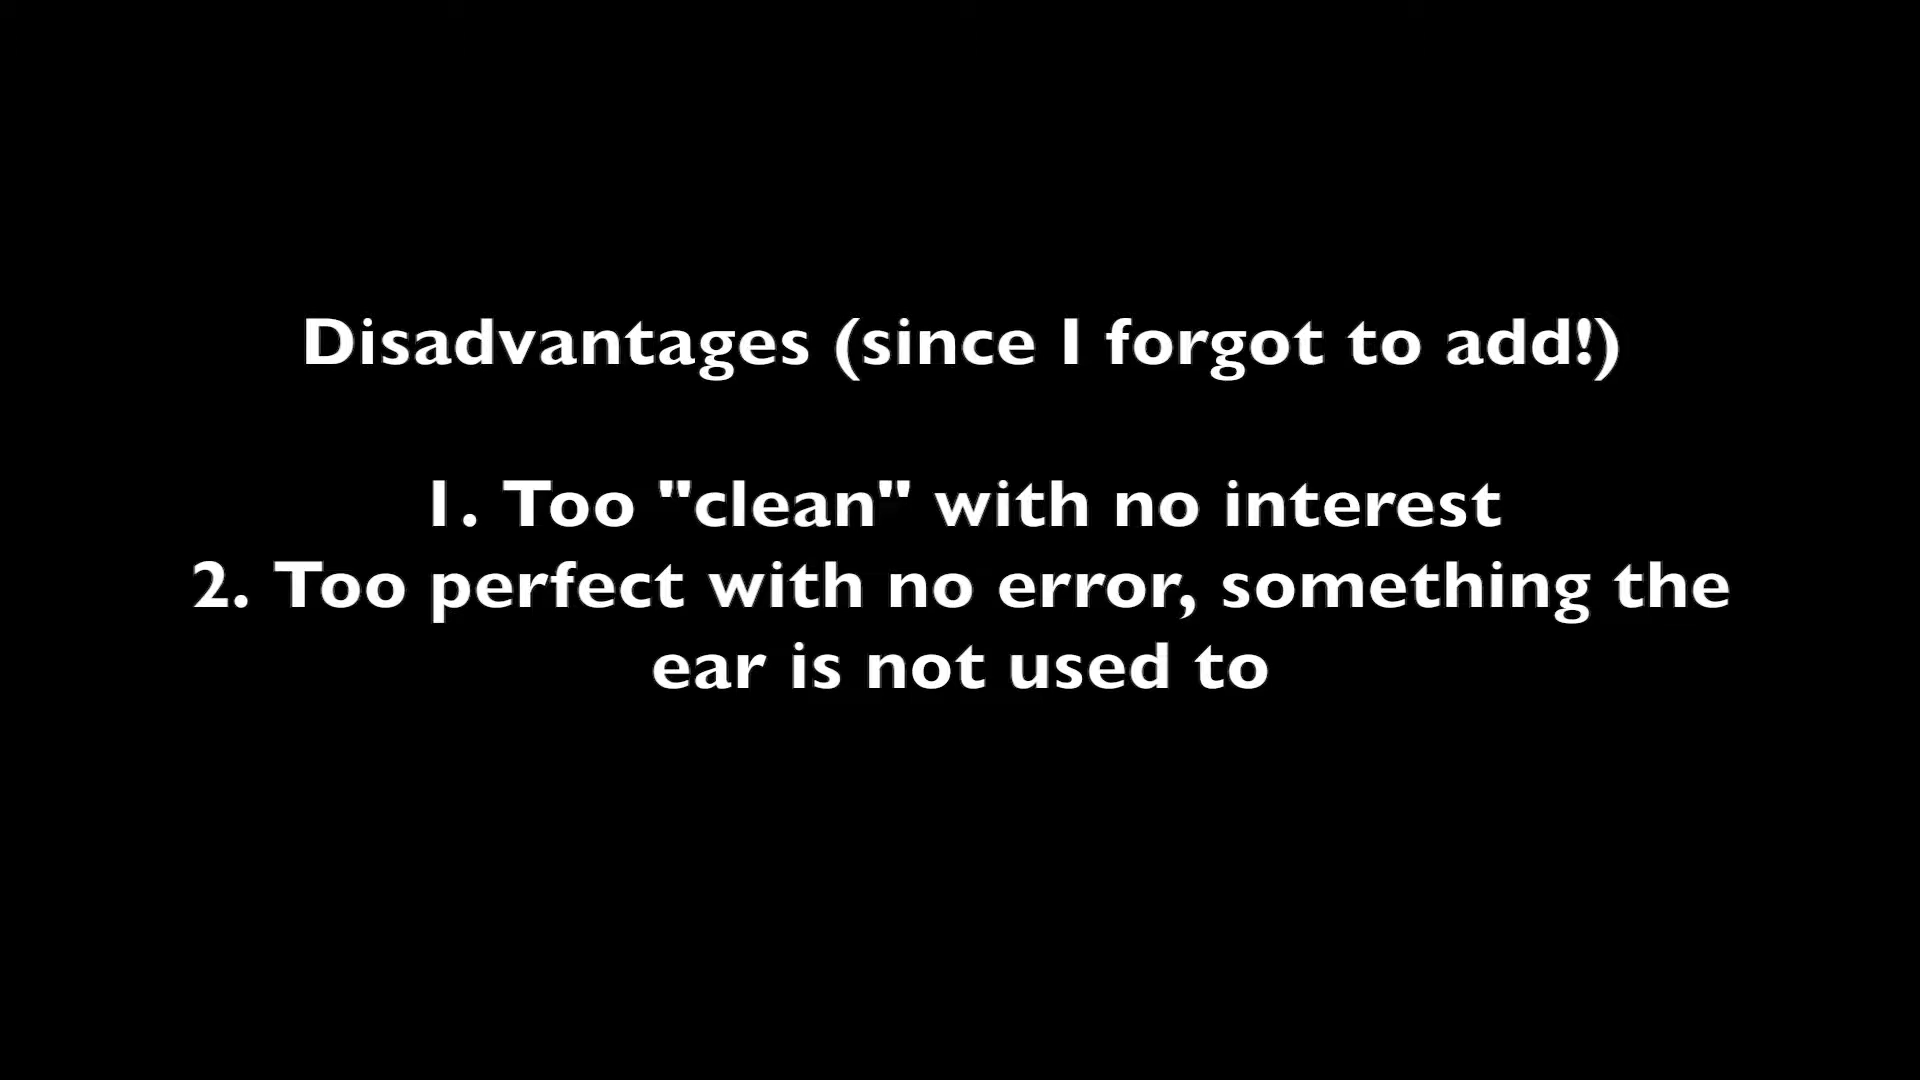 Disadvantages (since I forgot to add!)
1. Too "clean" with no interest
2. Too perfect with no error, something the
ear is not used to